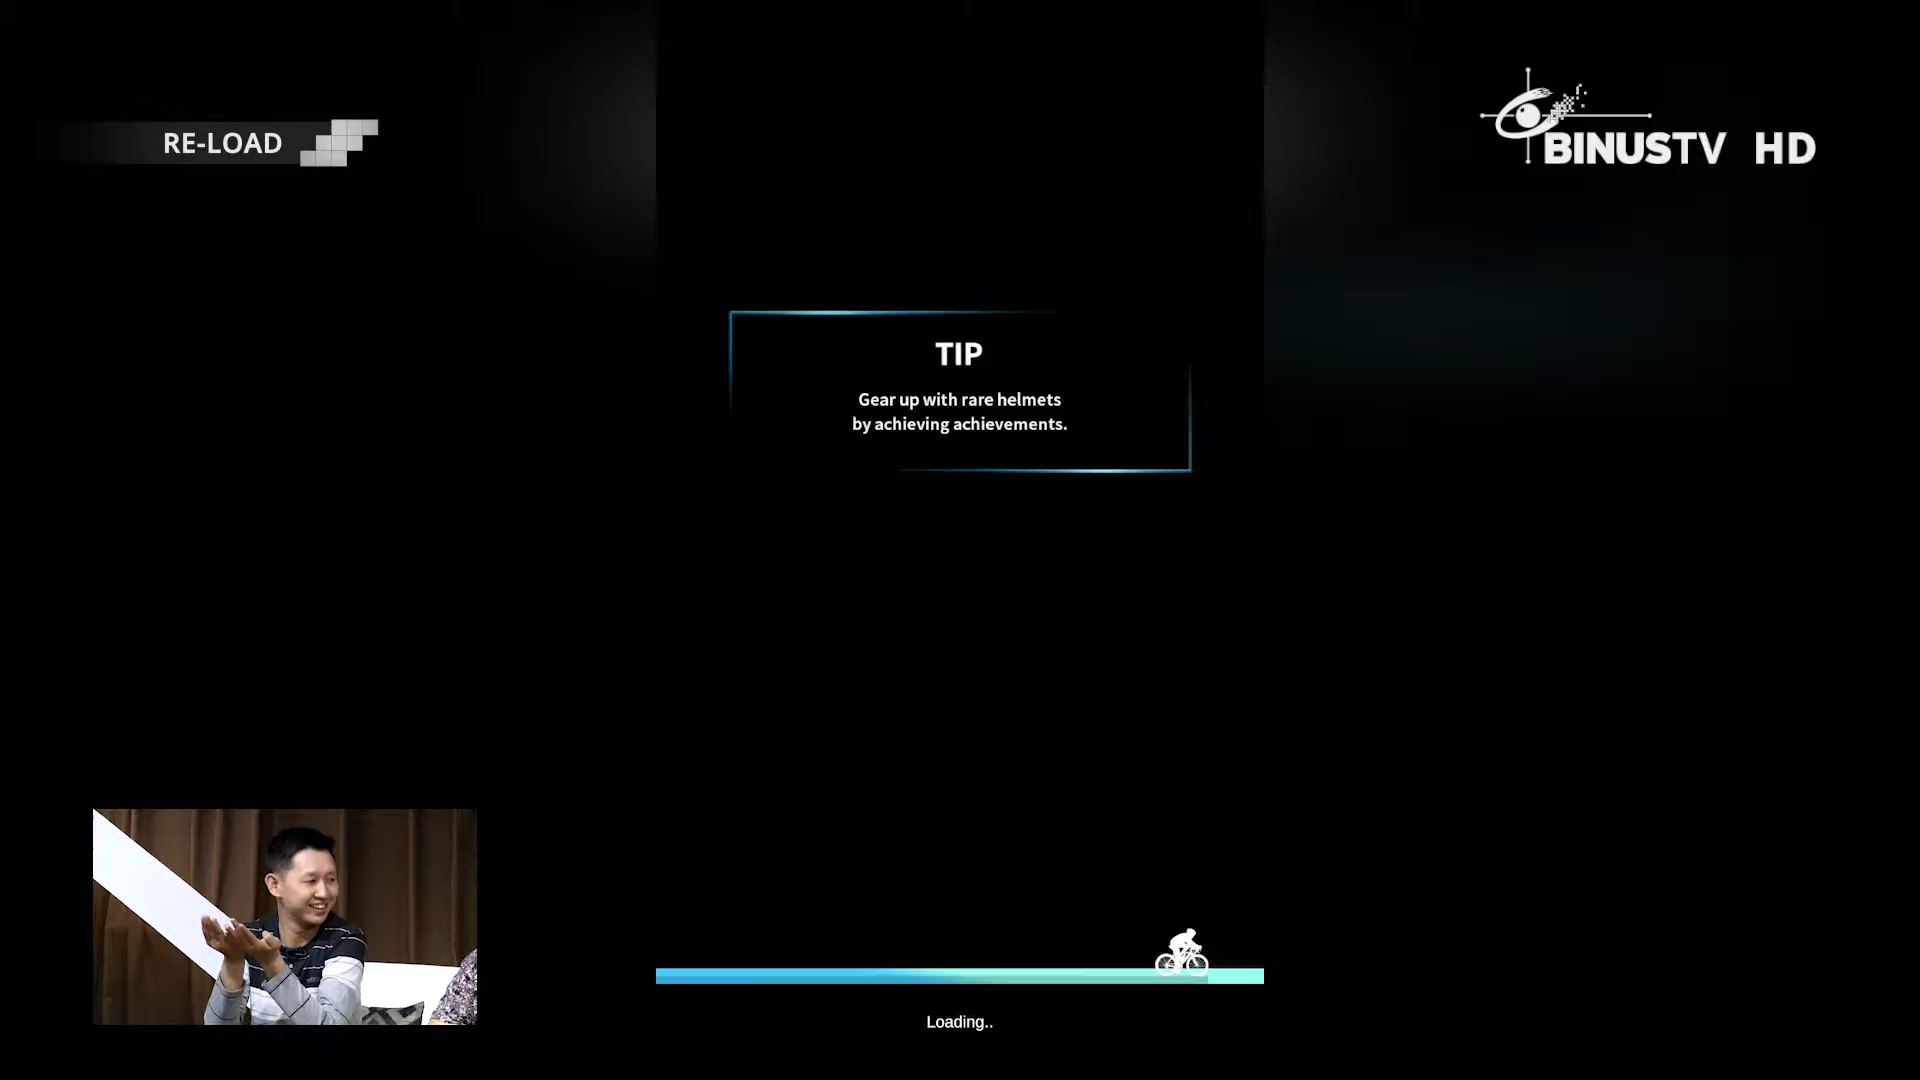 RE-LOAD
BINUSTV HD
TIP
Gear up with rare helmets
by achieving achievements.
Loading..